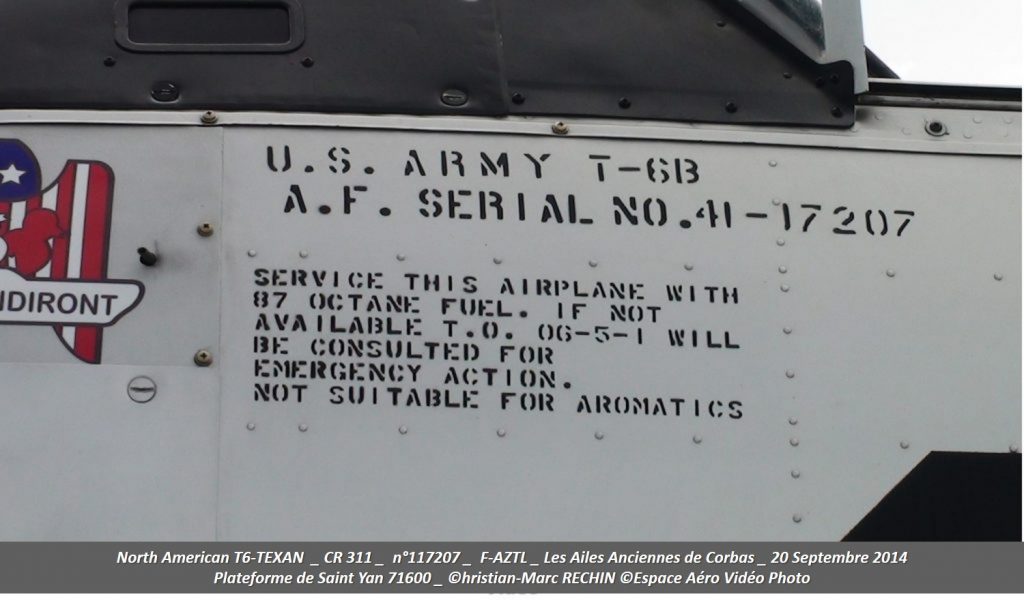 U.S. ARMY T-6B
A.F. SERIAL NO.41-17207
SERVICE THIS AIRPLANE WITH
87 OCTANE FUEL. IF NOT
AVAILABLE T.O. 06-5-1 WILL
BE CONSULTED FOR
EMERGENCY ACTION.
NOT SUITABLE FOR AROMATICS
NDIRONT
North American T6-TEXAN _ CR 311 _ n°117207 _ F-AZTL _ Les Ailes Anciennes de Corbas _ 20 Septembre 2014
Plateforme de Saint Yan 71600 _ ©hristian-Marc RECHIN ©Espace Aéro Vidéo Photo